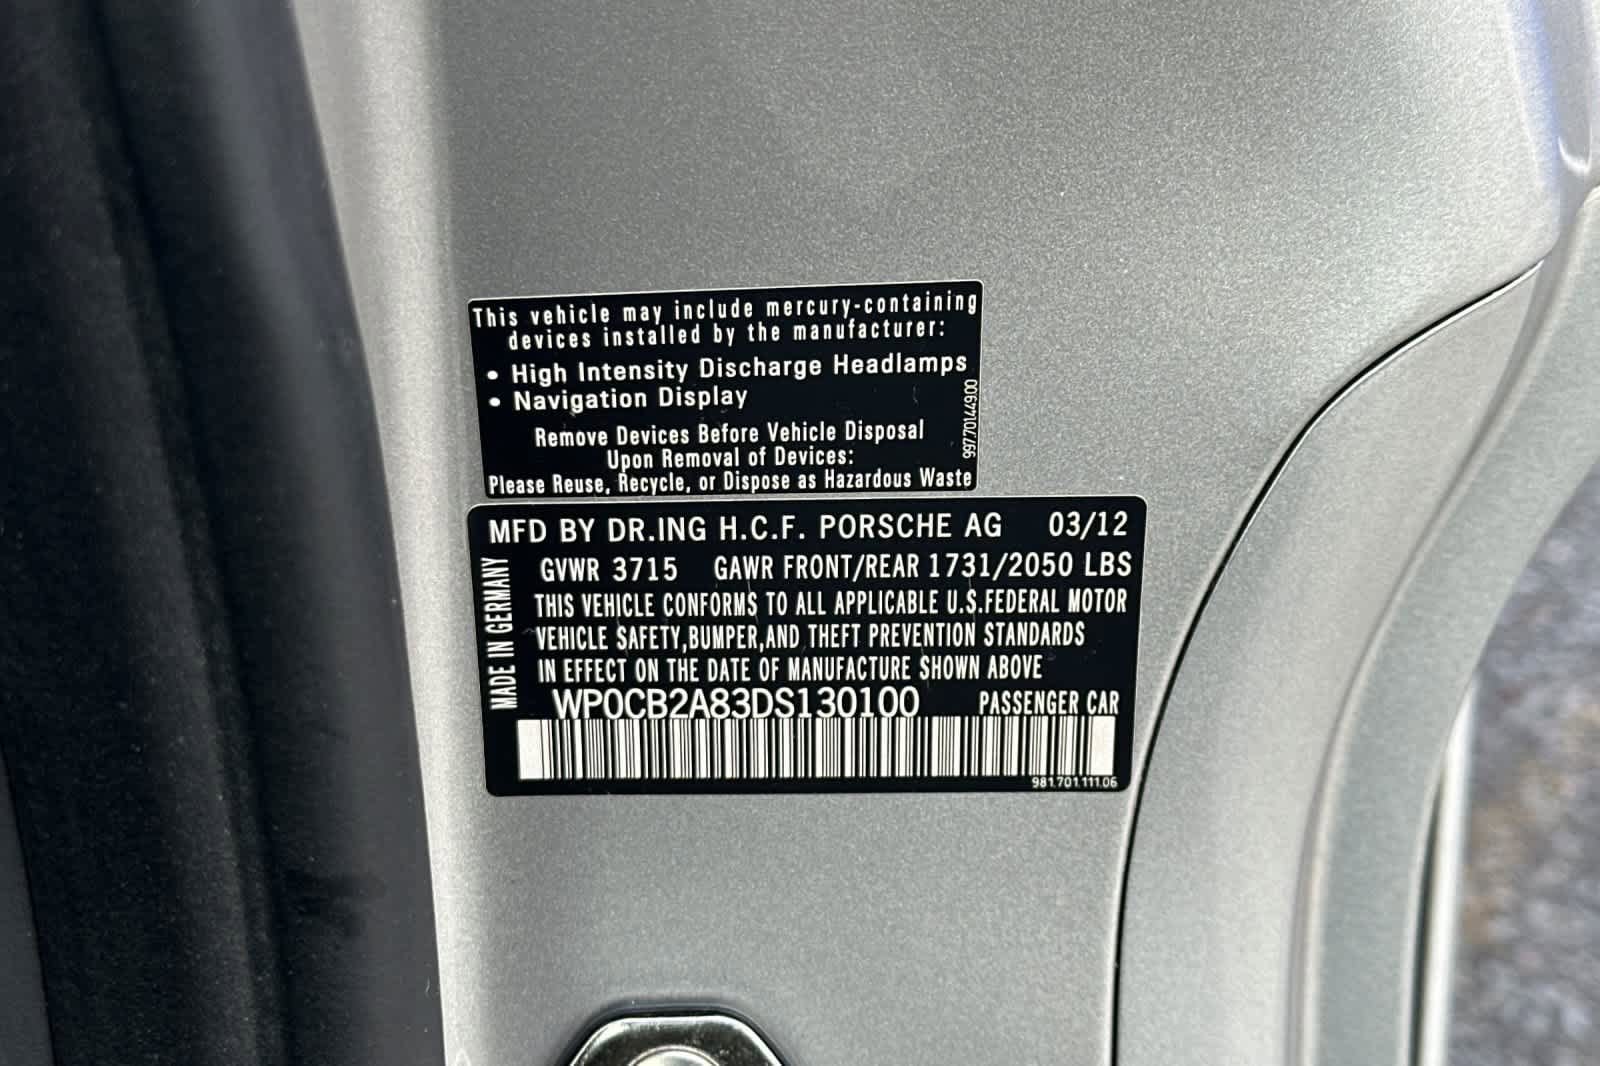 This vehicle may include mercury-containing
devices installed by the manufacturer:
• High Intensity Discharge Headlamps
• Navigation Display
Remove Devices Before Vehicle Disposal
Upon Removal of Devices:
Please Reuse, Recycle, or Dispose as Hazardous Waste
997.701.449.00
MFD BY DR.ING H.C.F. PORSCHE AG 03/12
GVWR 3715 GAWR FRONT/REAR 1731/2050 LBS
THIS VEHICLE CONFORMS TO ALL APPLICABLE U.S.FEDERAL MOTOR
VEHICLE SAFETY,BUMPER,AND THEFT PREVENTION STANDARDS
IN EFFECT ON THE DATE OF MANUFACTURE SHOWN ABOVE
WP0CB2A83DS130100 PASSENGER CAR
MADE IN GERMANY
981.701.111.06